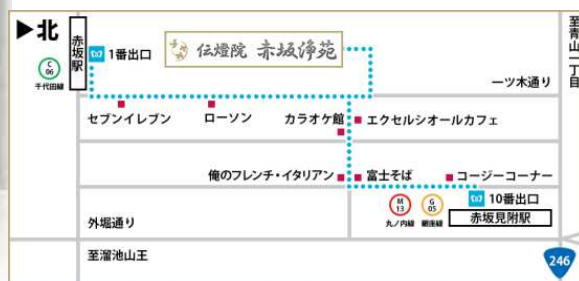 ▶北
赤坂駅
1番出口
伝燈院 赤坂浄苑
至青山一丁目
C
06
千代田線
一ツ木通り
セブンイレブン
ローソン
カラオケ館
エクセルシオールカフェ
俺のフレンチ・イタリアン
富士そば
コージーコーナー
M
13
丸ノ内線
G
05
銀座線
10番出口
赤坂見附駅
外堀通り
至溜池山王
246